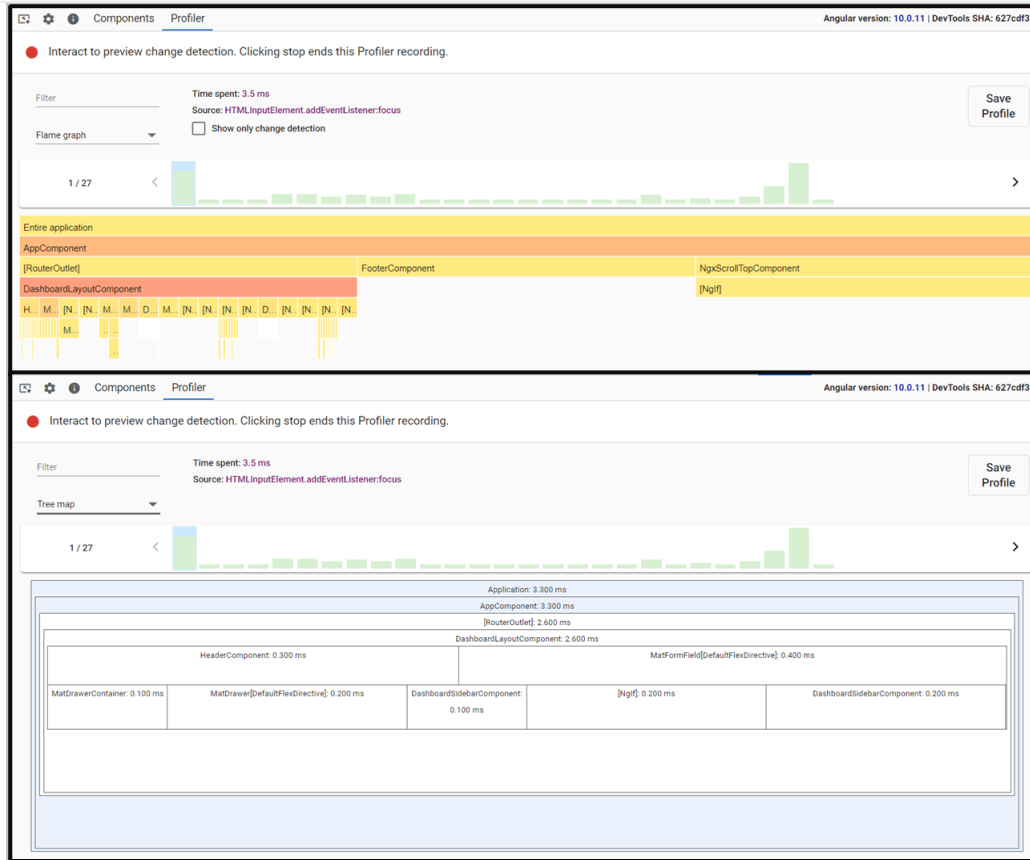 Components Profiler Angular version: 10.0.11 | DevTools SHA: 627cdf3
Interact to preview change detection. Clicking stop ends this Profiler recording.
Filter
Time spent: 3.5 ms
Source: HTMLInputElement.addEventListener:focus
Save
Profile
Flame graph
Show only change detection
1 / 27
Entire application
AppComponent
[RouterOutlet] FooterComponent NgxScrollTopComponent
DashboardLayoutComponent [NgIf]
H... M... [N.. [N.. M... M... D... M... [N.. [N.. [N.. [N.. D... [N.. [N.. [N.. [N..
M... .. ..
..
Components Profiler Angular version: 10.0.11 | DevTools SHA: 627cdf3
Interact to preview change detection. Clicking stop ends this Profiler recording.
Filter
Time spent: 3.5 ms
Source: HTMLInputElement.addEventListener:focus
Save
Profile
Tree map
1 / 27
Application: 3.300 ms
AppComponent: 3.300 ms
[RouterOutlet]: 2.600 ms
DashboardLayoutComponent: 2.600 ms
HeaderComponent: 0.300 ms MatFormField[DefaultFlexDirective]: 0.400 ms
MatDrawerContainer: 0.100 ms MatDrawer[DefaultFlexDirective]: 0.200 ms DashboardSidebarComponent: [NgIf]: 0.200 ms DashboardSidebarComponent: 0.200 ms
0.100 ms